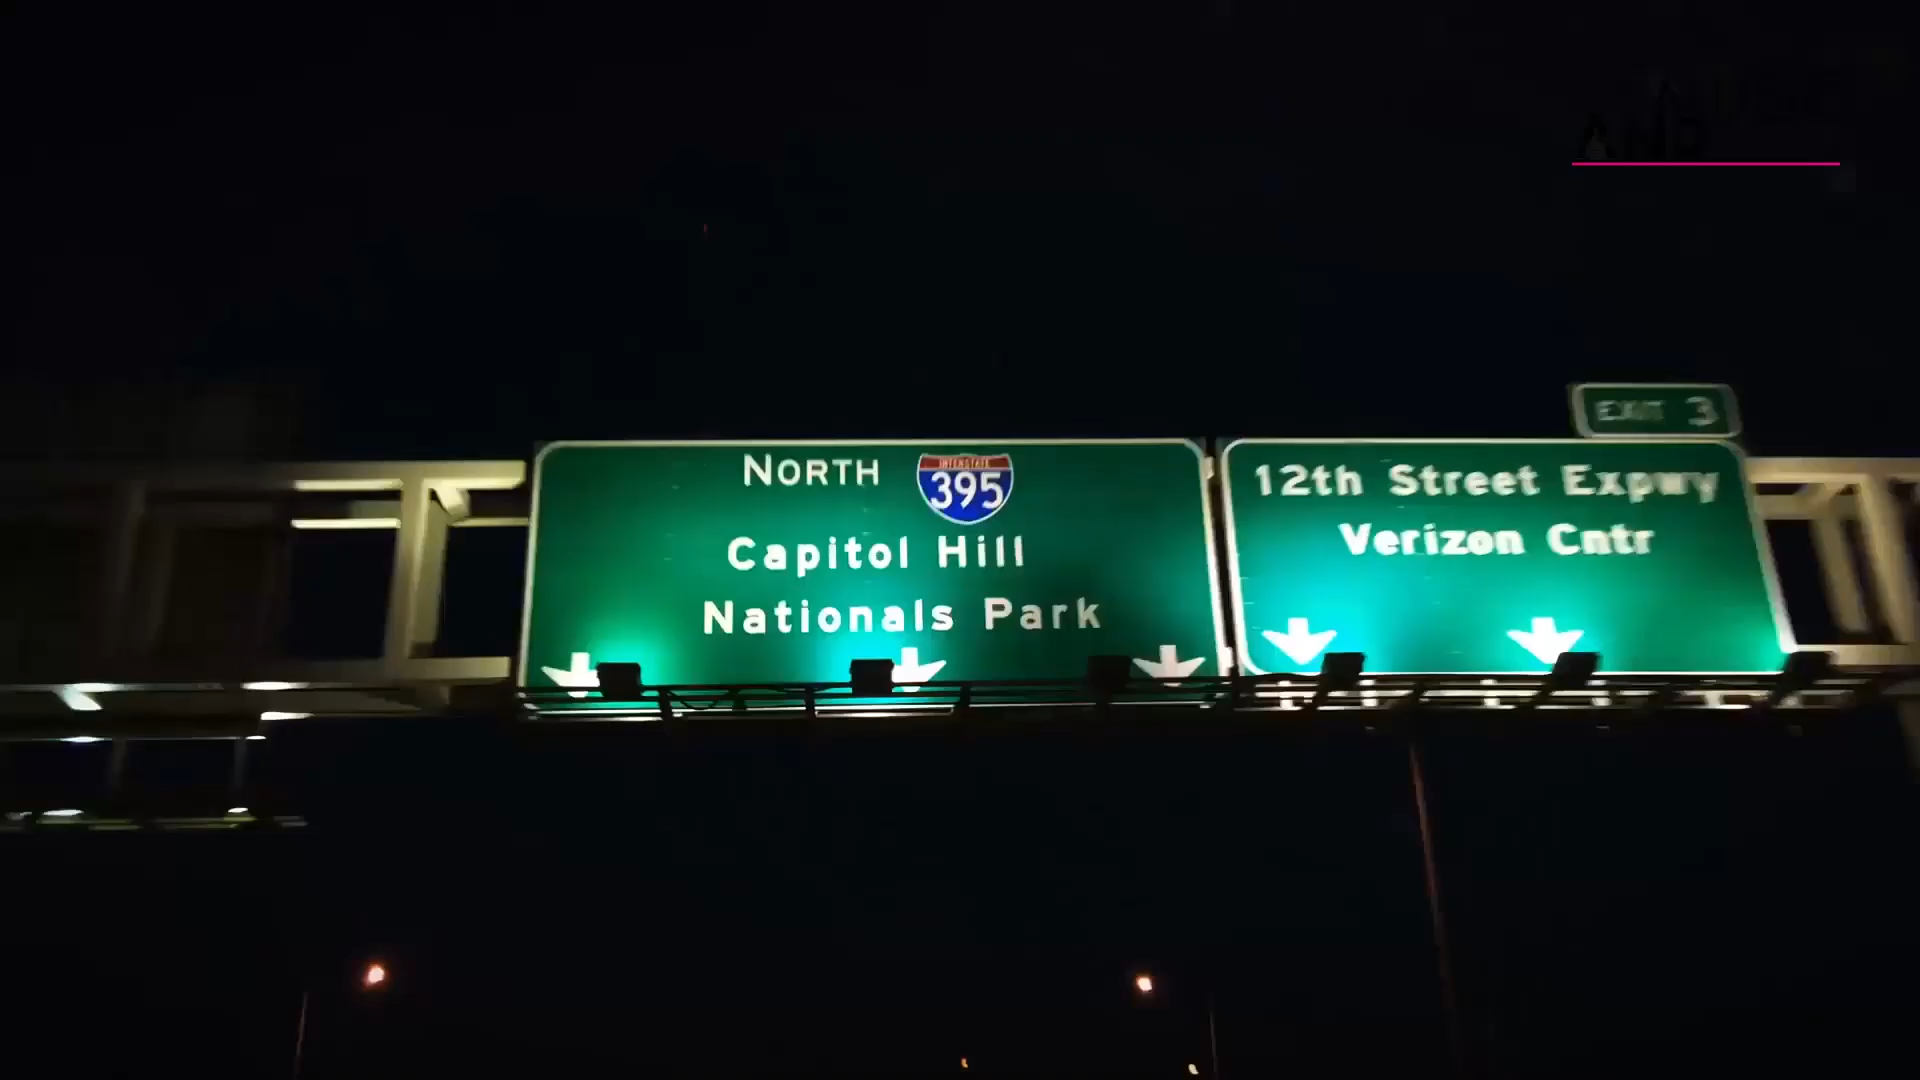 NORTH
INTERSTATE
395
Capitol Hill
Nationals Park
EXIT 3
12th Street Expwy
Verizon Cntr